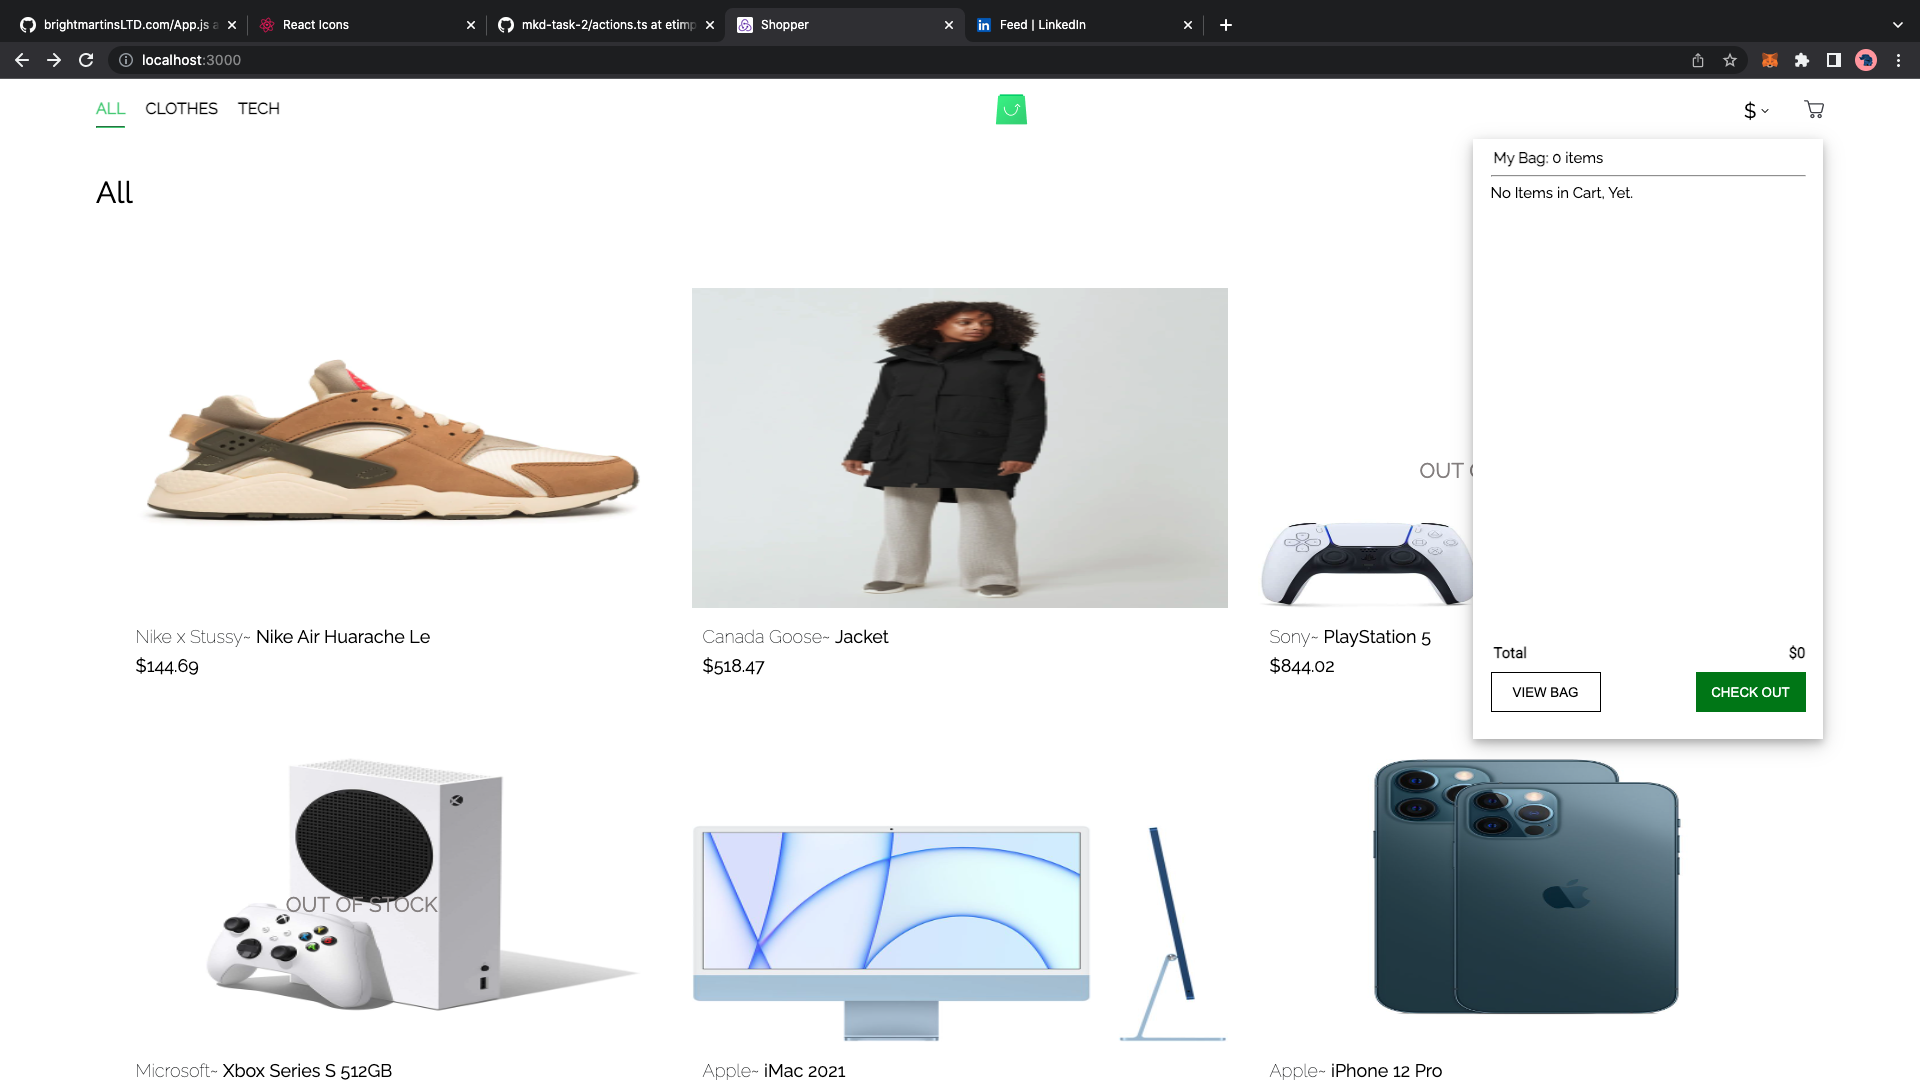 brightmartinsLTD.com/App.js a
React Icons
mkd-task-2/actions.ts at etimp
Shopper
Feed | LinkedIn
localhost:3000
ALL CLOTHES TECH
$
My Bag: 0 items
No Items in Cart, Yet.
All
OUT
Nike x Stussy~ Nike Air Huarache Le
$144.69
Canada Goose~ Jacket
$518.47
Sony~ PlayStation 5
$844.02
Total $0
VIEW BAG CHECK OUT
OUT OF STOCK
Microsoft~ Xbox Series S 512GB
Apple~ iMac 2021
Apple~ iPhone 12 Pro